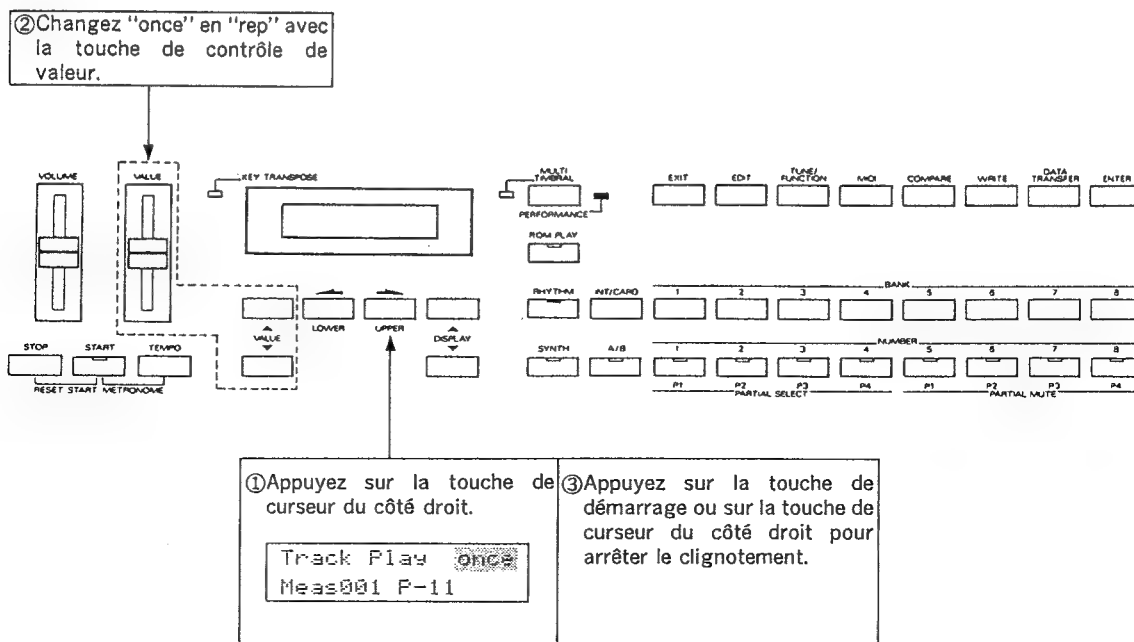 ②Changez "once" en "rep" avec
la touche de contrôle de
valeur.
VOLUME
VALUE
KEY TRANSPOSE
MULTI
TIMBRAL
PERFORMANCE
EXIT
EDIT
TUNE/
FUNCTION
MIDI
COMPARE
WRITE
DATA
TRANSFER
ENTER
ROM PLAY
RHYTHM
INT/CARD
BANK
1 2 3 4 5 6 7 8
LOWER
UPPER
VALUE
DISPLAY
STOP
START
TEMPO
RESET START
METRONOME
SYNTH
A/B
NUMBER
1 2 3 4 5 6 7 8
P1 P2 P3 P4 P1 P2 P3 P4
PARTIAL SELECT
PARTIAL MUTE
①Appuyez sur la touche de
curseur du côté droit.
Track Play once
Meas001 P-11
③Appuyez sur la touche de
démarrage ou sur la touche de
curseur du côté droit pour
arrêter le clignotement.